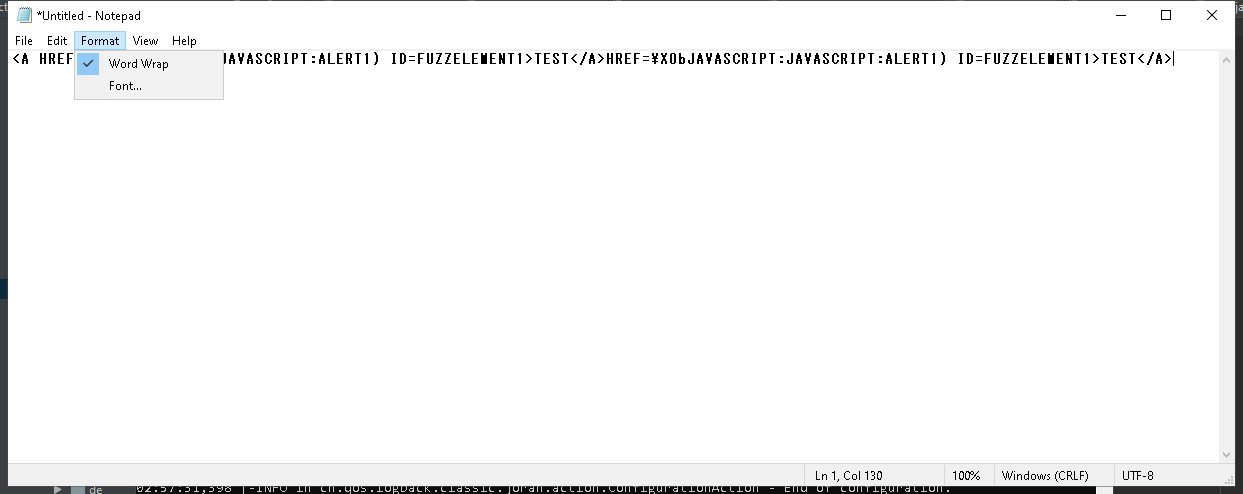 *Untitled - Notepad
File Edit Format View Help
<A HREF JAVASCRIPT:ALERT1) ID=FUZZELEMENT1>TEST</A>HREF=¥X0bJAVASCRIPT:JAVASCRIPT:ALERT1) ID=FUZZELEMENT1>TEST</A>
Word Wrap
Font...
Ln 1, Col 130 100% Windows (CRLF) UTF-8
de 02:57:31,398 |-INFO in ch.qos.logback.classic.joran.action.ConfigurationAction - End of configuration.